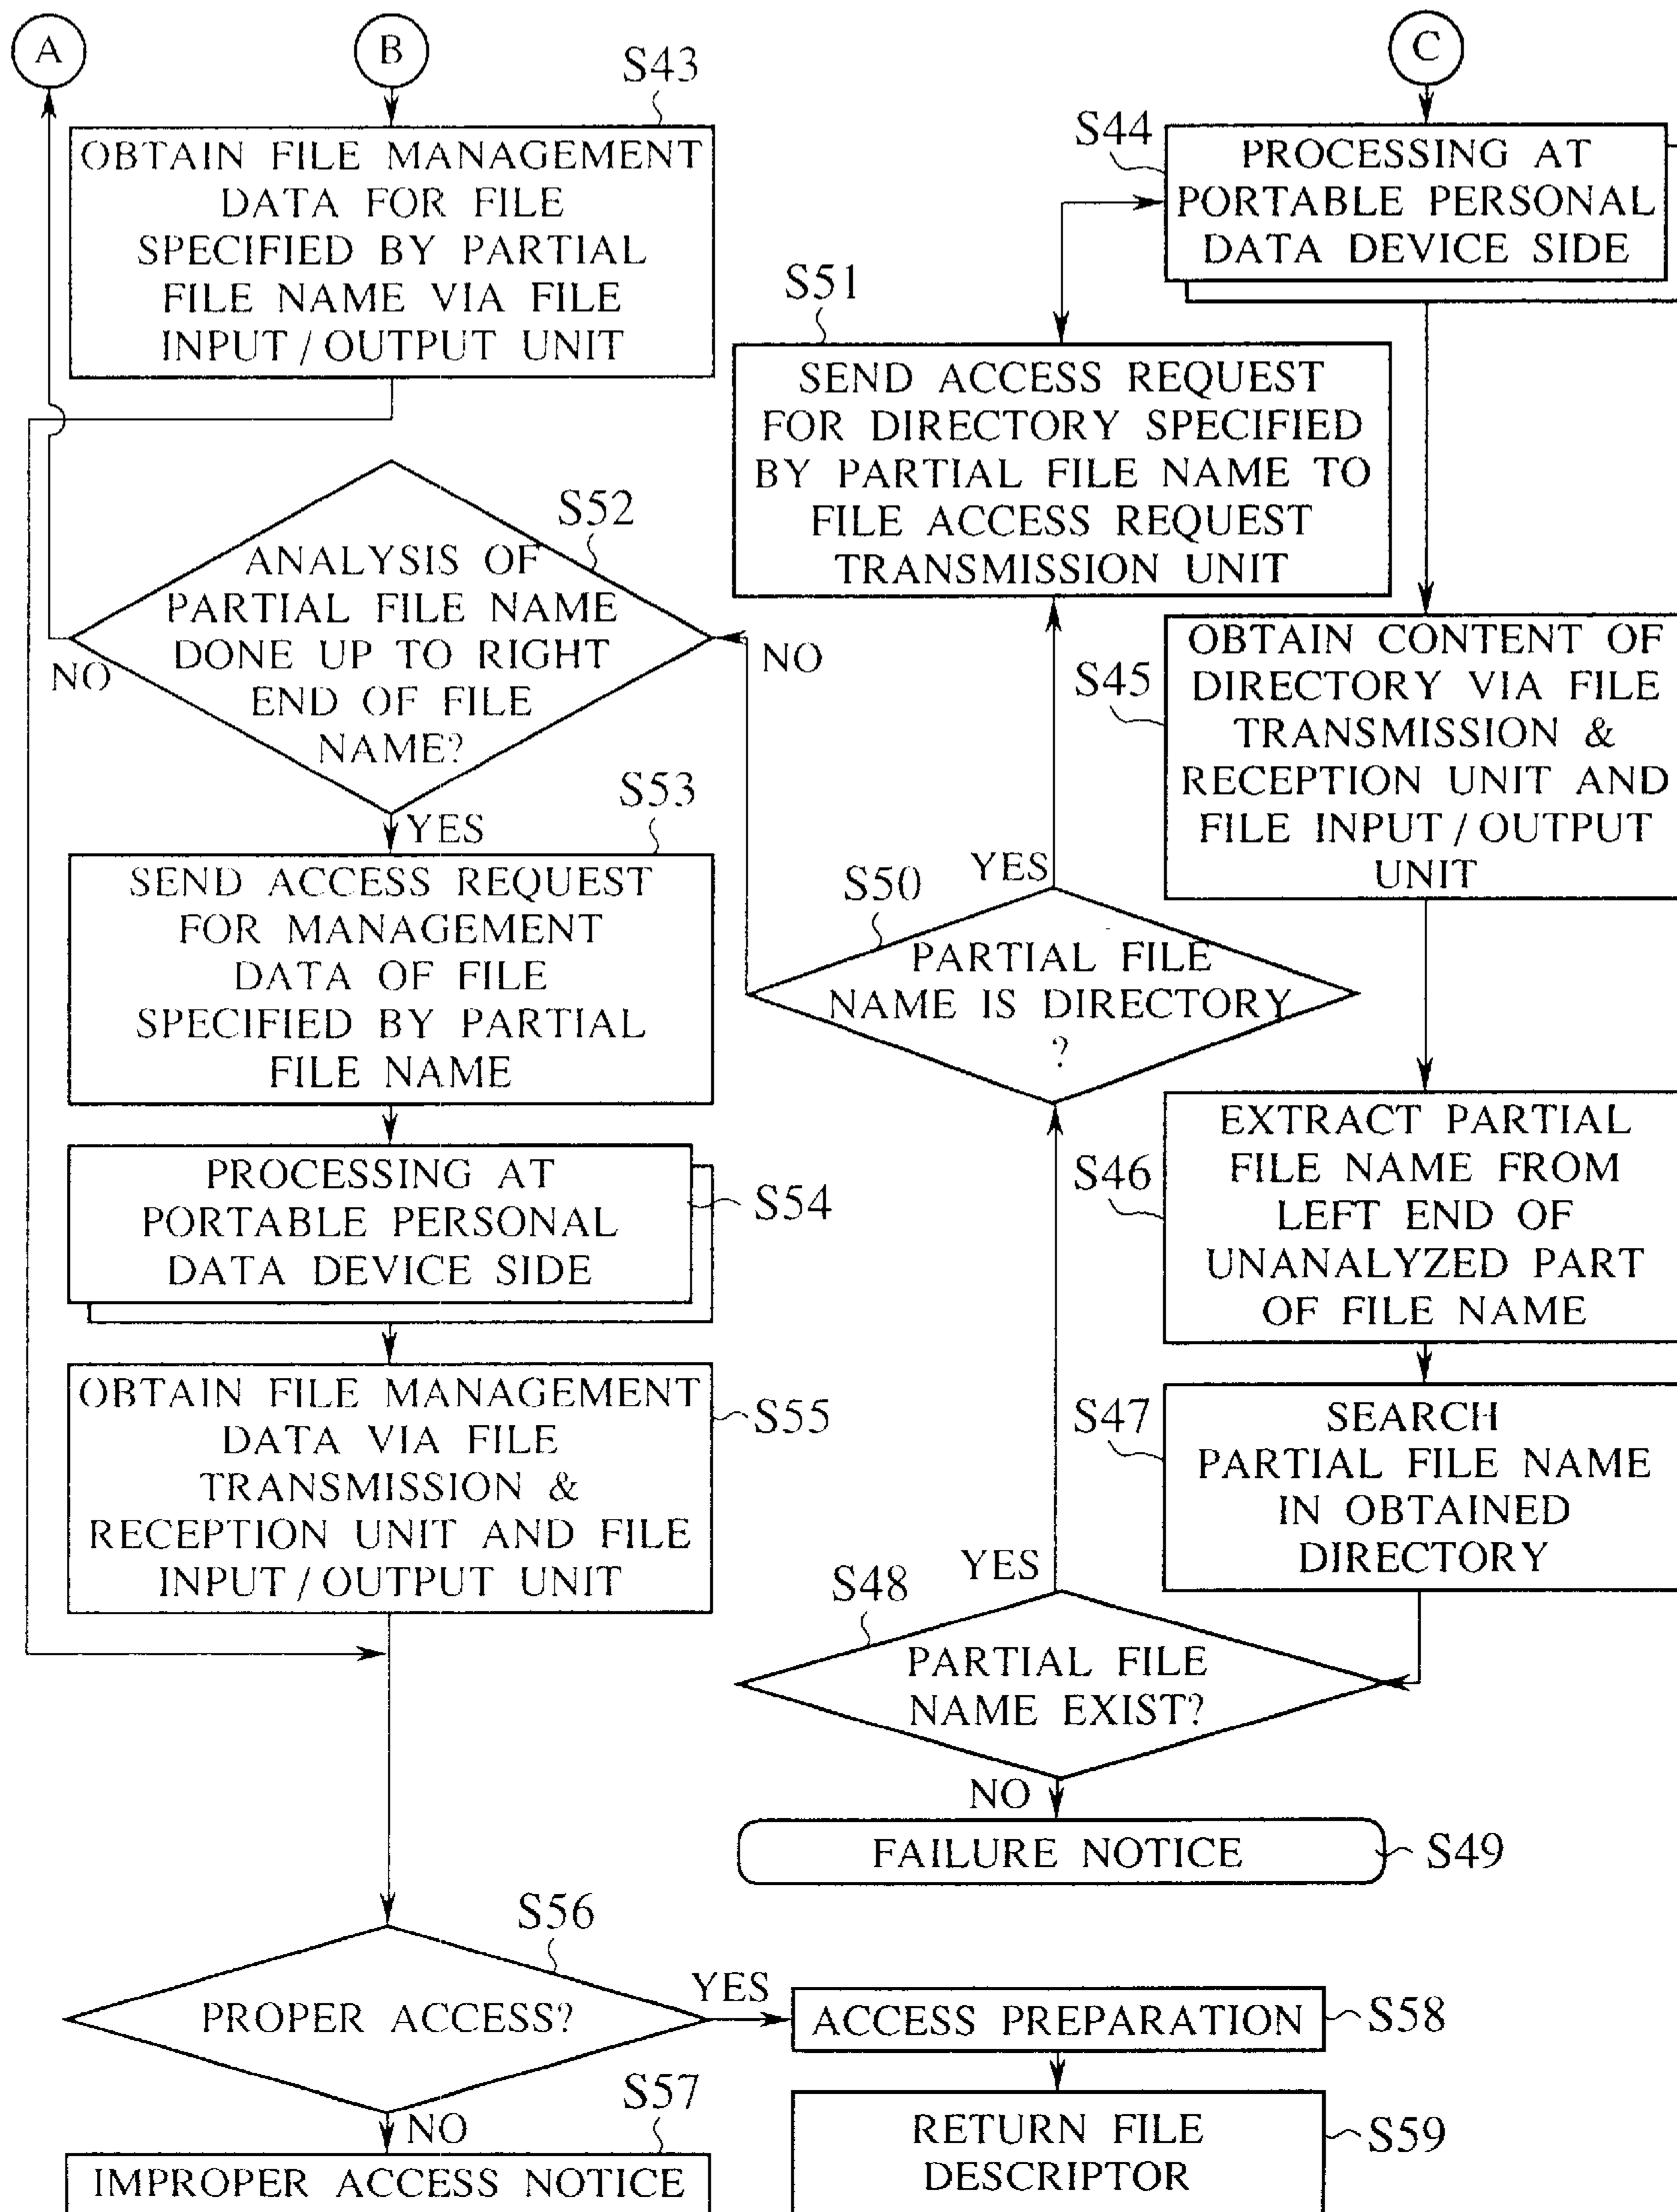 A
B
S43
OBTAIN FILE MANAGEMENT
DATA FOR FILE
SPECIFIED BY PARTIAL
FILE NAME VIA FILE
INPUT / OUTPUT UNIT
S52
ANALYSIS OF
PARTIAL FILE NAME
DONE UP TO RIGHT
END OF FILE
NAME?
NO
YES
S53
SEND ACCESS REQUEST
FOR MANAGEMENT
DATA OF FILE
SPECIFIED BY PARTIAL
FILE NAME
PROCESSING AT
PORTABLE PERSONAL
DATA DEVICE SIDE
S54
OBTAIN FILE MANAGEMENT
DATA VIA FILE
TRANSMISSION &
RECEPTION UNIT AND FILE
INPUT / OUTPUT UNIT
S55
C
S44
PROCESSING AT
PORTABLE PERSONAL
DATA DEVICE SIDE
S51
SEND ACCESS REQUEST
FOR DIRECTORY SPECIFIED
BY PARTIAL FILE NAME TO
FILE ACCESS REQUEST
TRANSMISSION UNIT
S45
OBTAIN CONTENT OF
DIRECTORY VIA FILE
TRANSMISSION &
RECEPTION UNIT AND
FILE INPUT / OUTPUT
UNIT
NO
YES
S50
PARTIAL FILE
NAME IS DIRECTORY
?
S46
EXTRACT PARTIAL
FILE NAME FROM
LEFT END OF
UNANALYZED PART
OF FILE NAME
S47
SEARCH
PARTIAL FILE NAME
IN OBTAINED
DIRECTORY
YES
S48
PARTIAL FILE
NAME EXIST?
NO
FAILURE NOTICE
S49
S56
PROPER ACCESS?
YES
ACCESS PREPARATION
S58
NO
S57
IMPROPER ACCESS NOTICE
RETURN FILE
DESCRIPTOR
S59